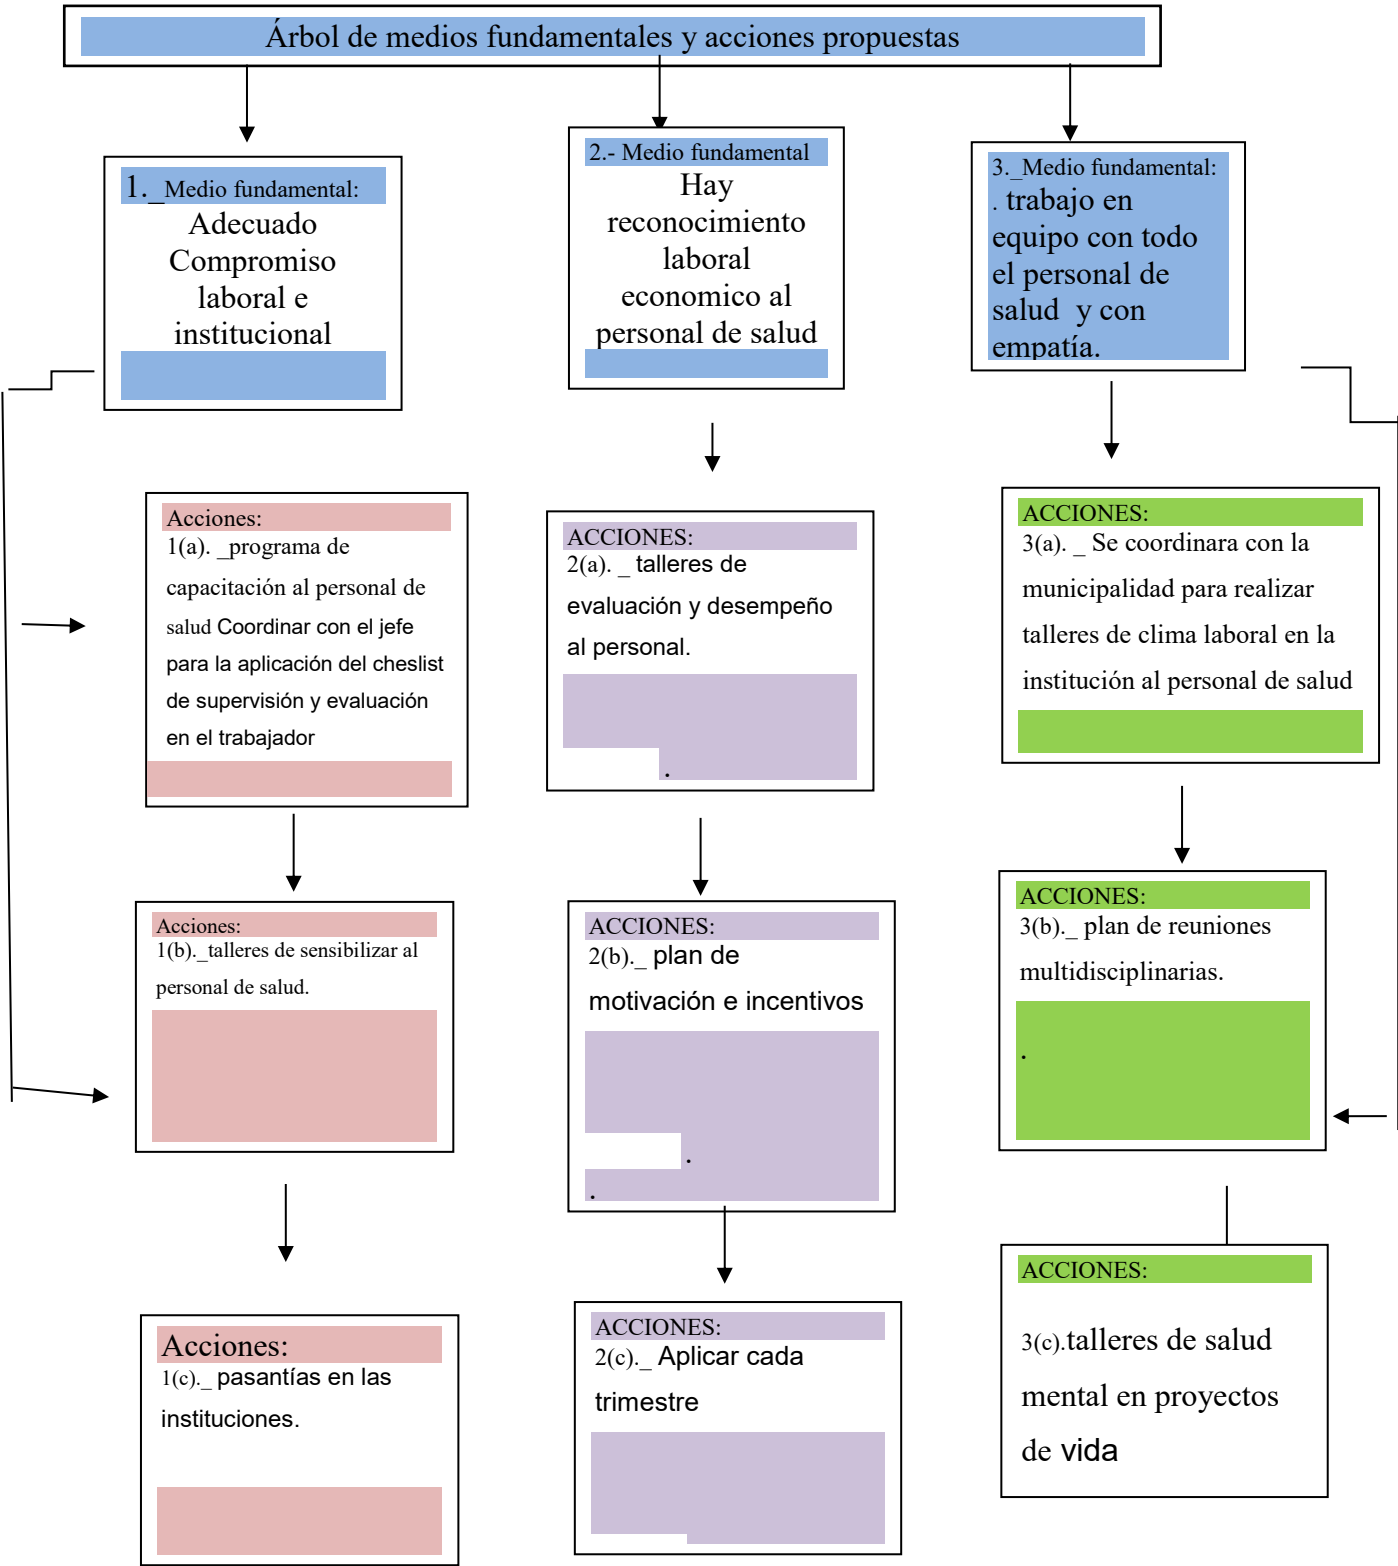 Árbol de medios fundamentales y acciones propuestas
1._Medio fundamental:
Adecuado
Compromiso
laboral e
institucional
2.- Medio fundamental
Hay
reconocimiento
laboral
economico al
personal de salud
3._Medio fundamental:
. trabajo en
equipo con todo
el personal de
salud y con
empatía.
Acciones:
1(a). _programa de
capacitación al personal de
salud Coordinar con el jefe
para la aplicación del cheslist
de supervisión y evaluación
en el trabajador
ACCIONES:
2(a). _ talleres de
evaluación y desempeño
al personal.
.
ACCIONES:
3(a). _ Se coordinara con la
municipalidad para realizar
talleres de clima laboral en la
institución al personal de salud
Acciones:
1(b)._talleres de sensibilizar al
personal de salud.
ACCIONES:
2(b)._ plan de
motivación e incentivos
.
.
ACCIONES:
3(b)._ plan de reuniones
multidisciplinarias.
.
Acciones:
1(c)._ pasantías en las
instituciones.
ACCIONES:
2(c)._ Aplicar cada
trimestre
ACCIONES:
3(c).talleres de salud
mental en proyectos
de vida